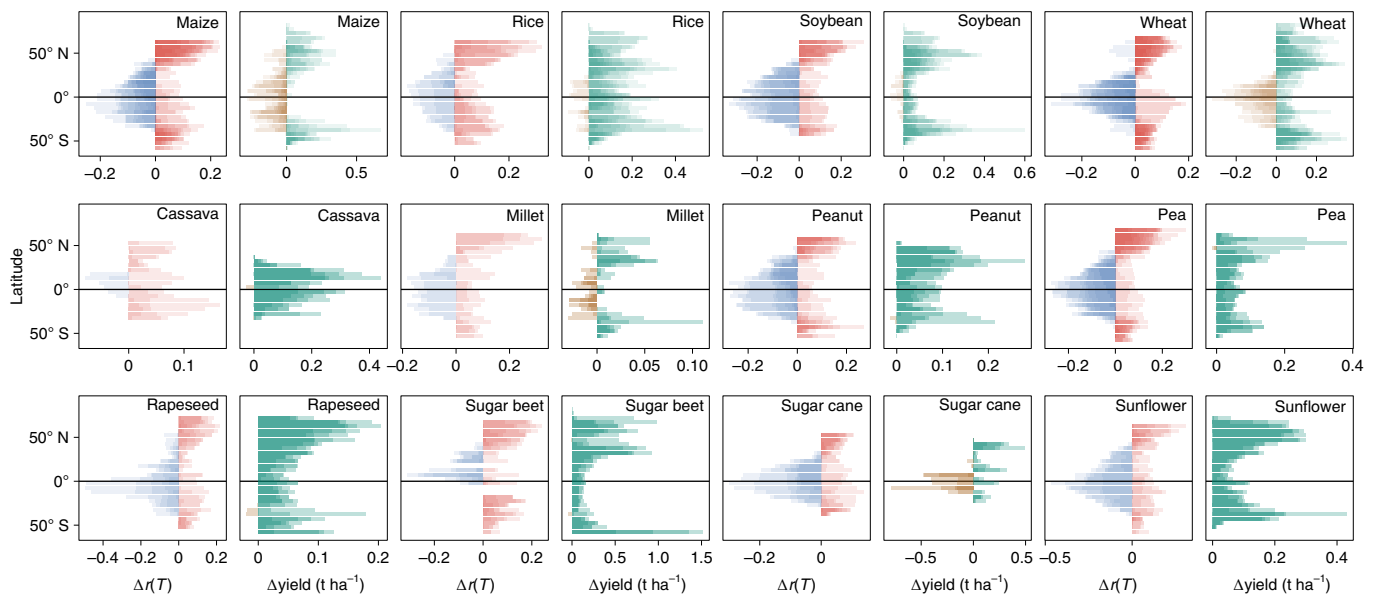 Maize Maize Rice Rice Soybean Soybean Wheat Wheat
50° N
0°
50° S
−0.2 0 0.2 0 0.5 −0.2 0 0.2 0 0.1 0.2 0.3 0.4 0.5 −0.2 0 0.2 0 0.2 0.4 0.6 −0.2 0 0.2 −0.2 0 0.2
Cassava Cassava Millet Millet Peanut Peanut Pea Pea
50° N
Latitude
0°
50° S
0 0.1 0 0.2 0.4 −0.2 0 0.2 0 0.05 0.10 −0.2 0 0.2 0 0.1 0.2 −0.2 0 0.2 0 0.2 0.4
Rapeseed Rapeseed Sugar beet Sugar beet Sugar cane Sugar cane Sunflower Sunflower
50° N
0°
50° S
−0.4 −0.2 0 0.2 0 0.1 0.2 −0.2 0 0.2 0 0.5 1.0 1.5 −0.2 0 −0.5 0 0.5 −0.5 0 0 0.2 0.4
Δr(T) Δyield (t ha⁻¹) Δr(T) Δyield (t ha⁻¹) Δr(T) Δyield (t ha⁻¹) Δr(T) Δyield (t ha⁻¹)